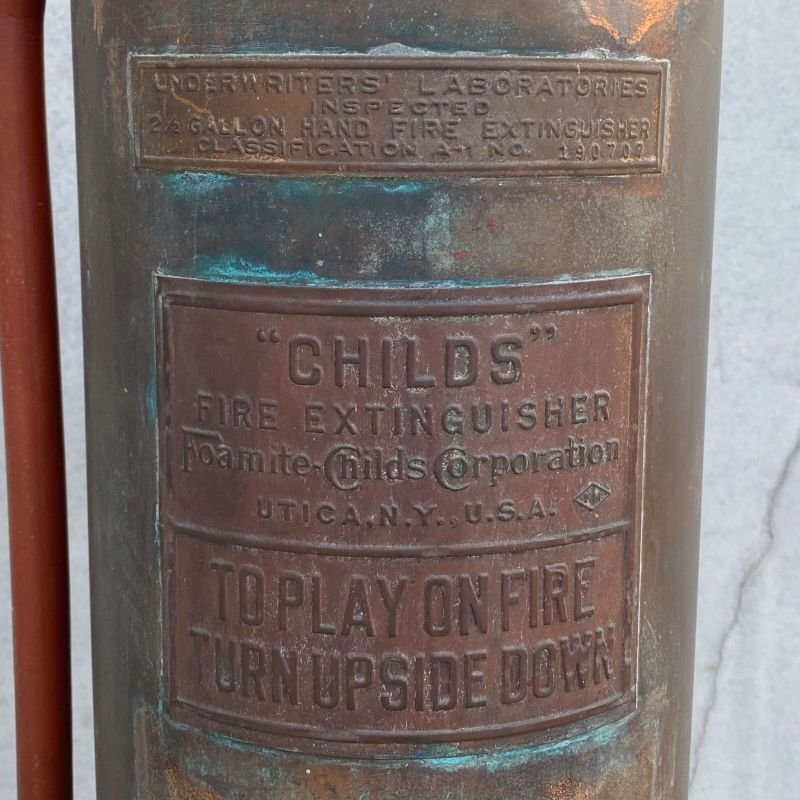 UNDERWRITERS' LABORATORIES
INSPECTED
2½ GALLON HAND FIRE EXTINGUISHER
CLASSIFICATION A-1 NO. 190707
"CHILDS"
FIRE EXTINGUISHER
Foamite-Childs Corporation
UTICA, N.Y., U.S.A.
TO PLAY ON FIRE
TURN UPSIDE DOWN